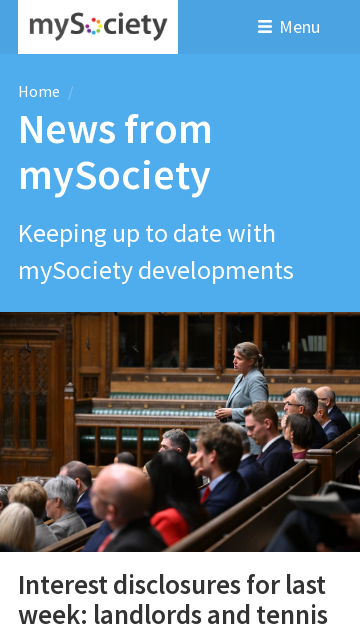 mySociety
Menu
Home /
News from
mySociety
Keeping up to date with
mySociety developments
Interest disclosures for last
week: landlords and tennis